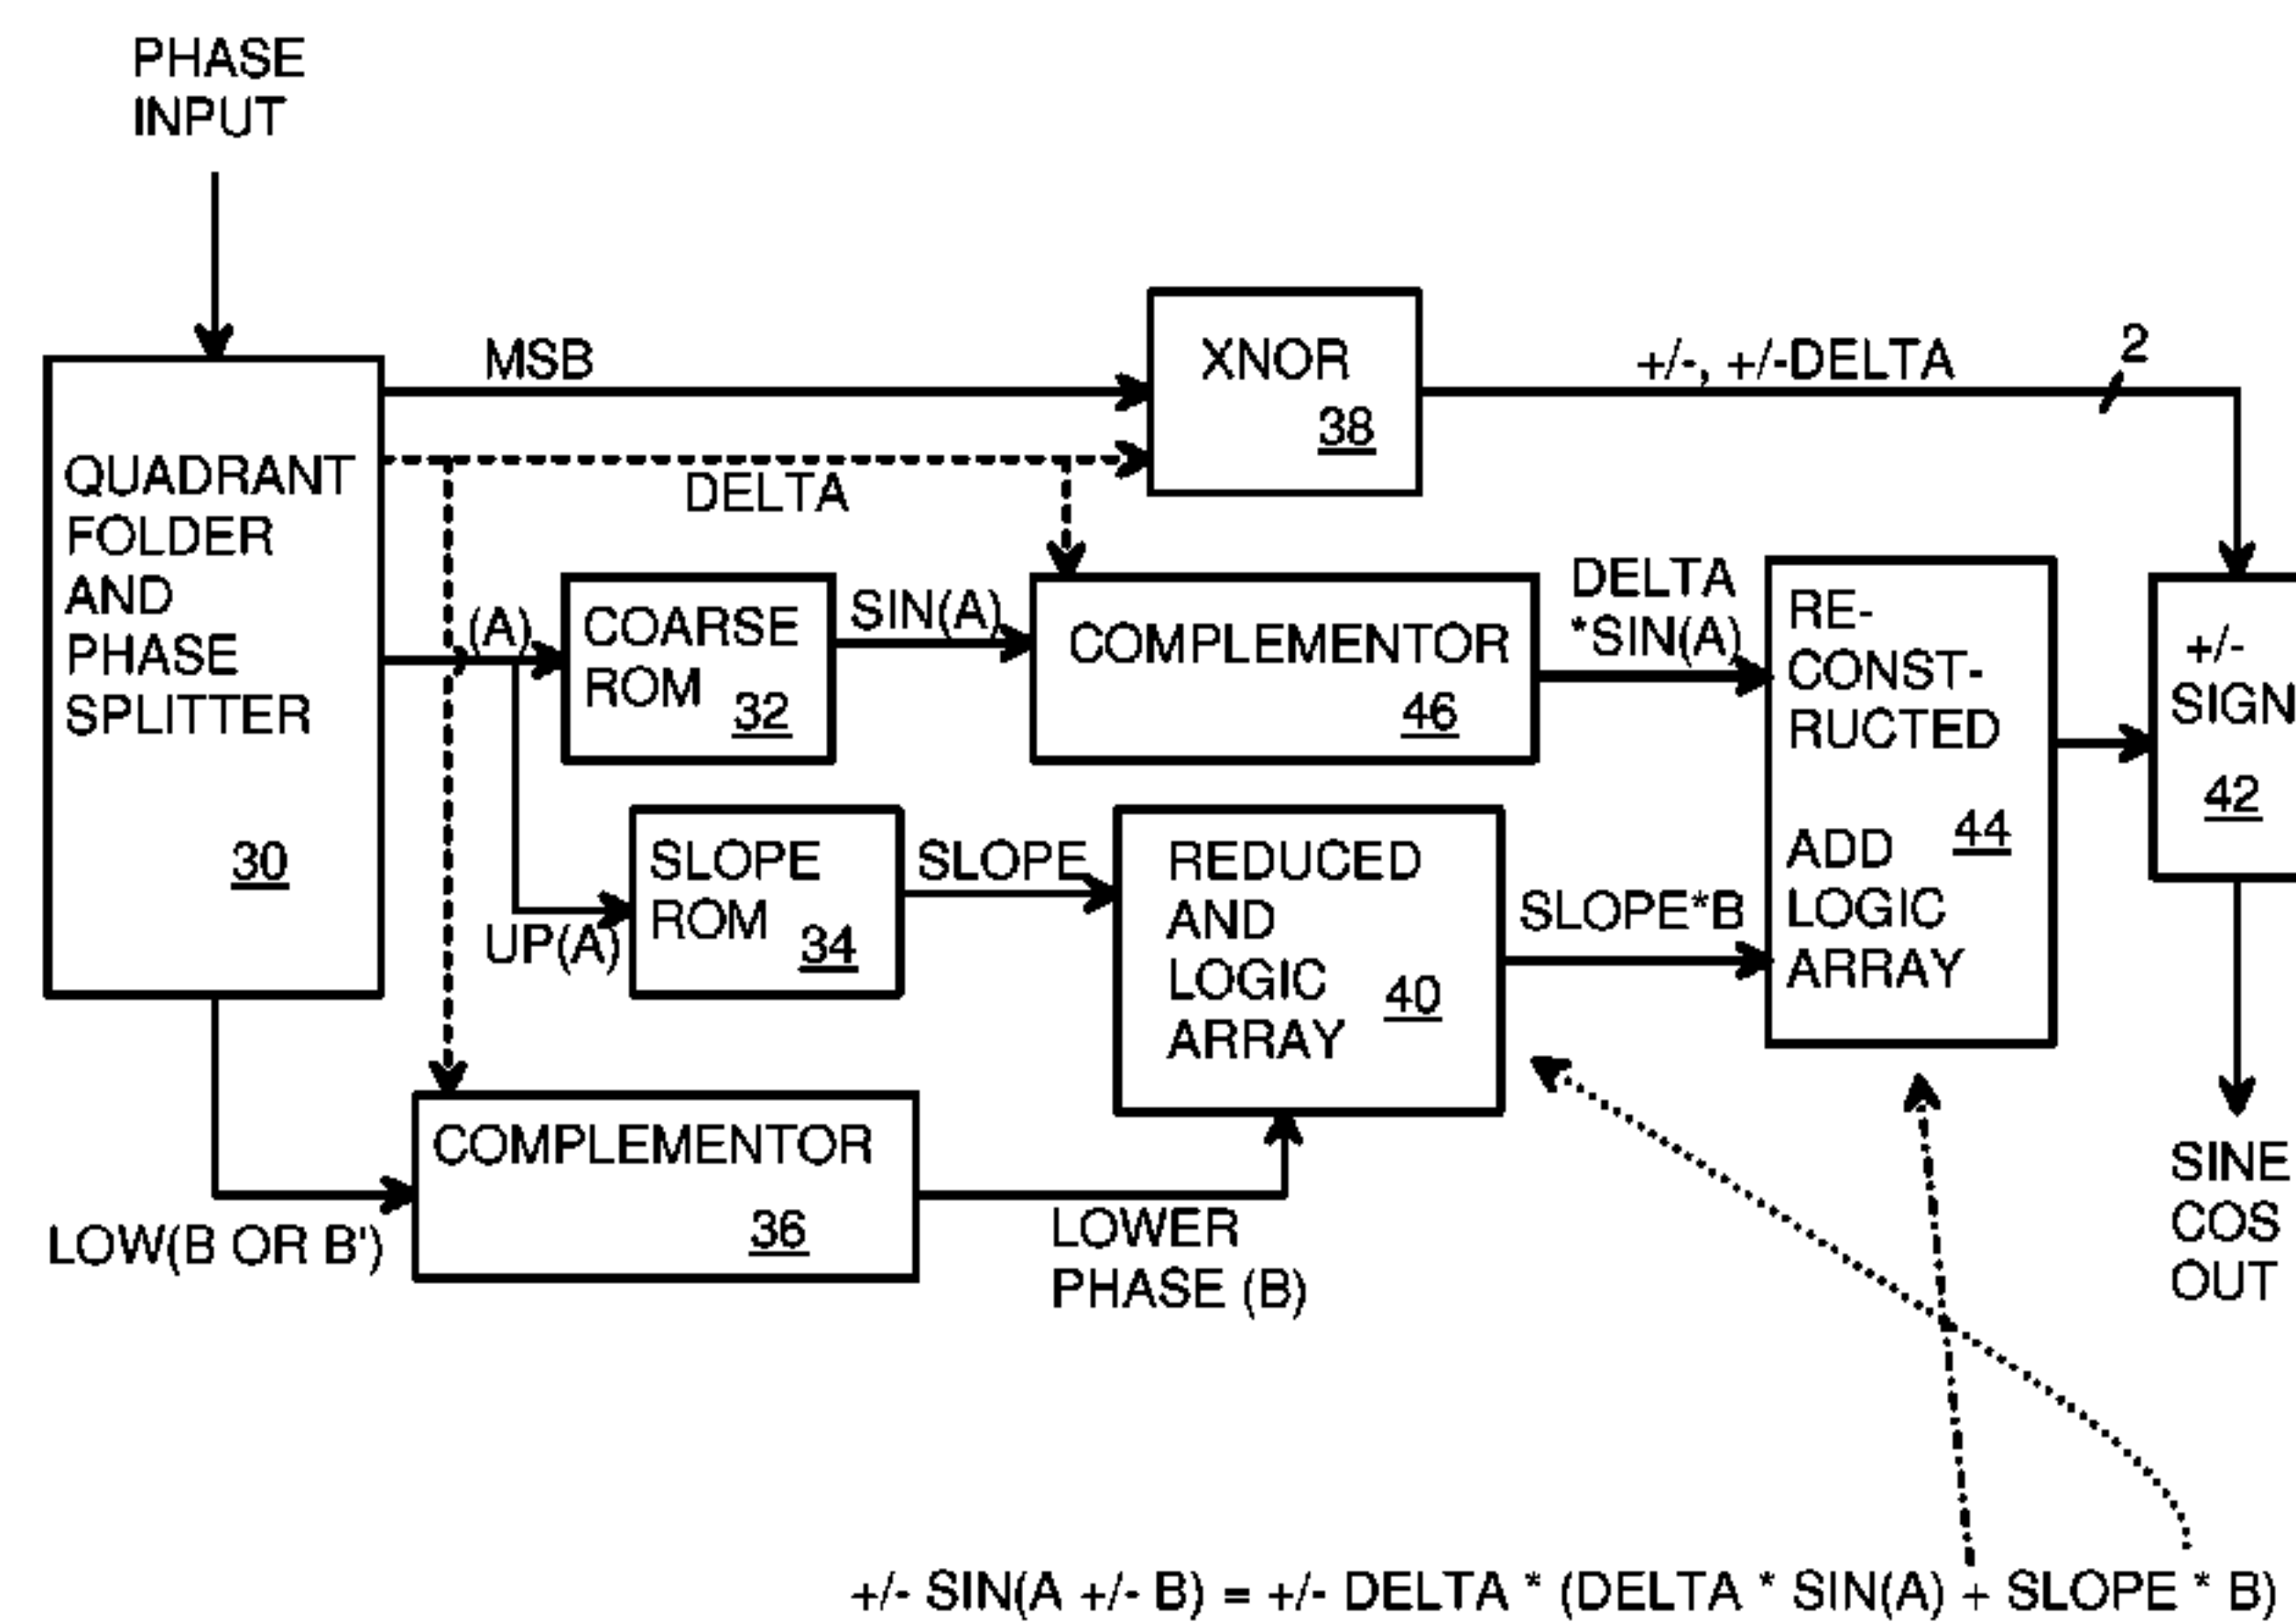 PHASE
INPUT
MSB
XNOR
38
+/-, +/-DELTA
2
QUADRANT
FOLDER
AND
PHASE
SPLITTER
30
DELTA
(A)
COARSE
ROM
32
SIN(A)
COMPLEMENTOR
46
DELTA
*SIN(A)
RE-
CONST-
RUCTED
ADD
LOGIC
ARRAY
44
+/-
SIGN
42
UP(A)
SLOPE
ROM
34
SLOPE
REDUCED
AND
LOGIC
ARRAY
40
SLOPE*B
LOW(B OR B')
COMPLEMENTOR
36
LOWER
PHASE (B)
SINE
COS
OUT
+/- SIN(A +/- B) = +/- DELTA * (DELTA * SIN(A) + SLOPE * B)